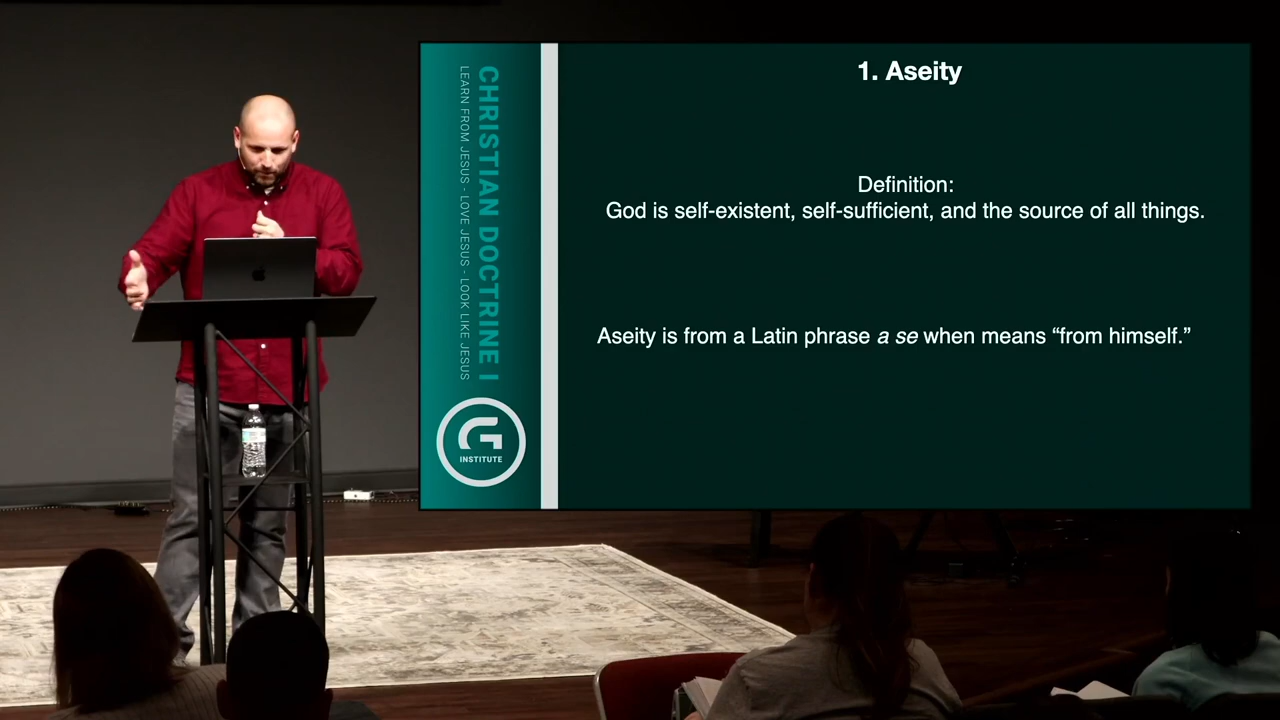 1. Aseity
Definition:
God is self-existent, self-sufficient, and the source of all things.
Aseity is from a Latin phrase a se when means “from himself.”
CHRISTIAN DOCTRINE I
LEARN FROM JESUS - LOVE JESUS - LOOK LIKE JESUS
G
INSTITUTE